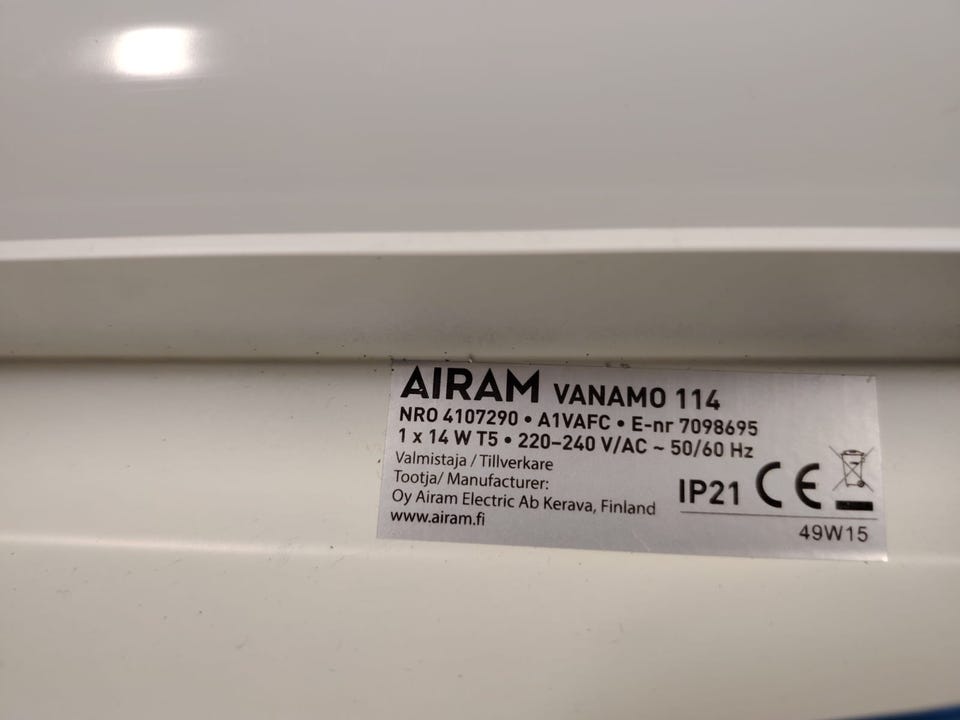 AIRAM VANAMO 114
NRO 4107290 • A1VAFC • E-nr 7098695
1 x 14 W T5 • 220–240 V/AC ~ 50/60 Hz
Valmistaja / Tillverkare
Tootja/ Manufacturer:
Oy Airam Electric Ab Kerava, Finland
www.airam.fi
IP21 CE
49W15